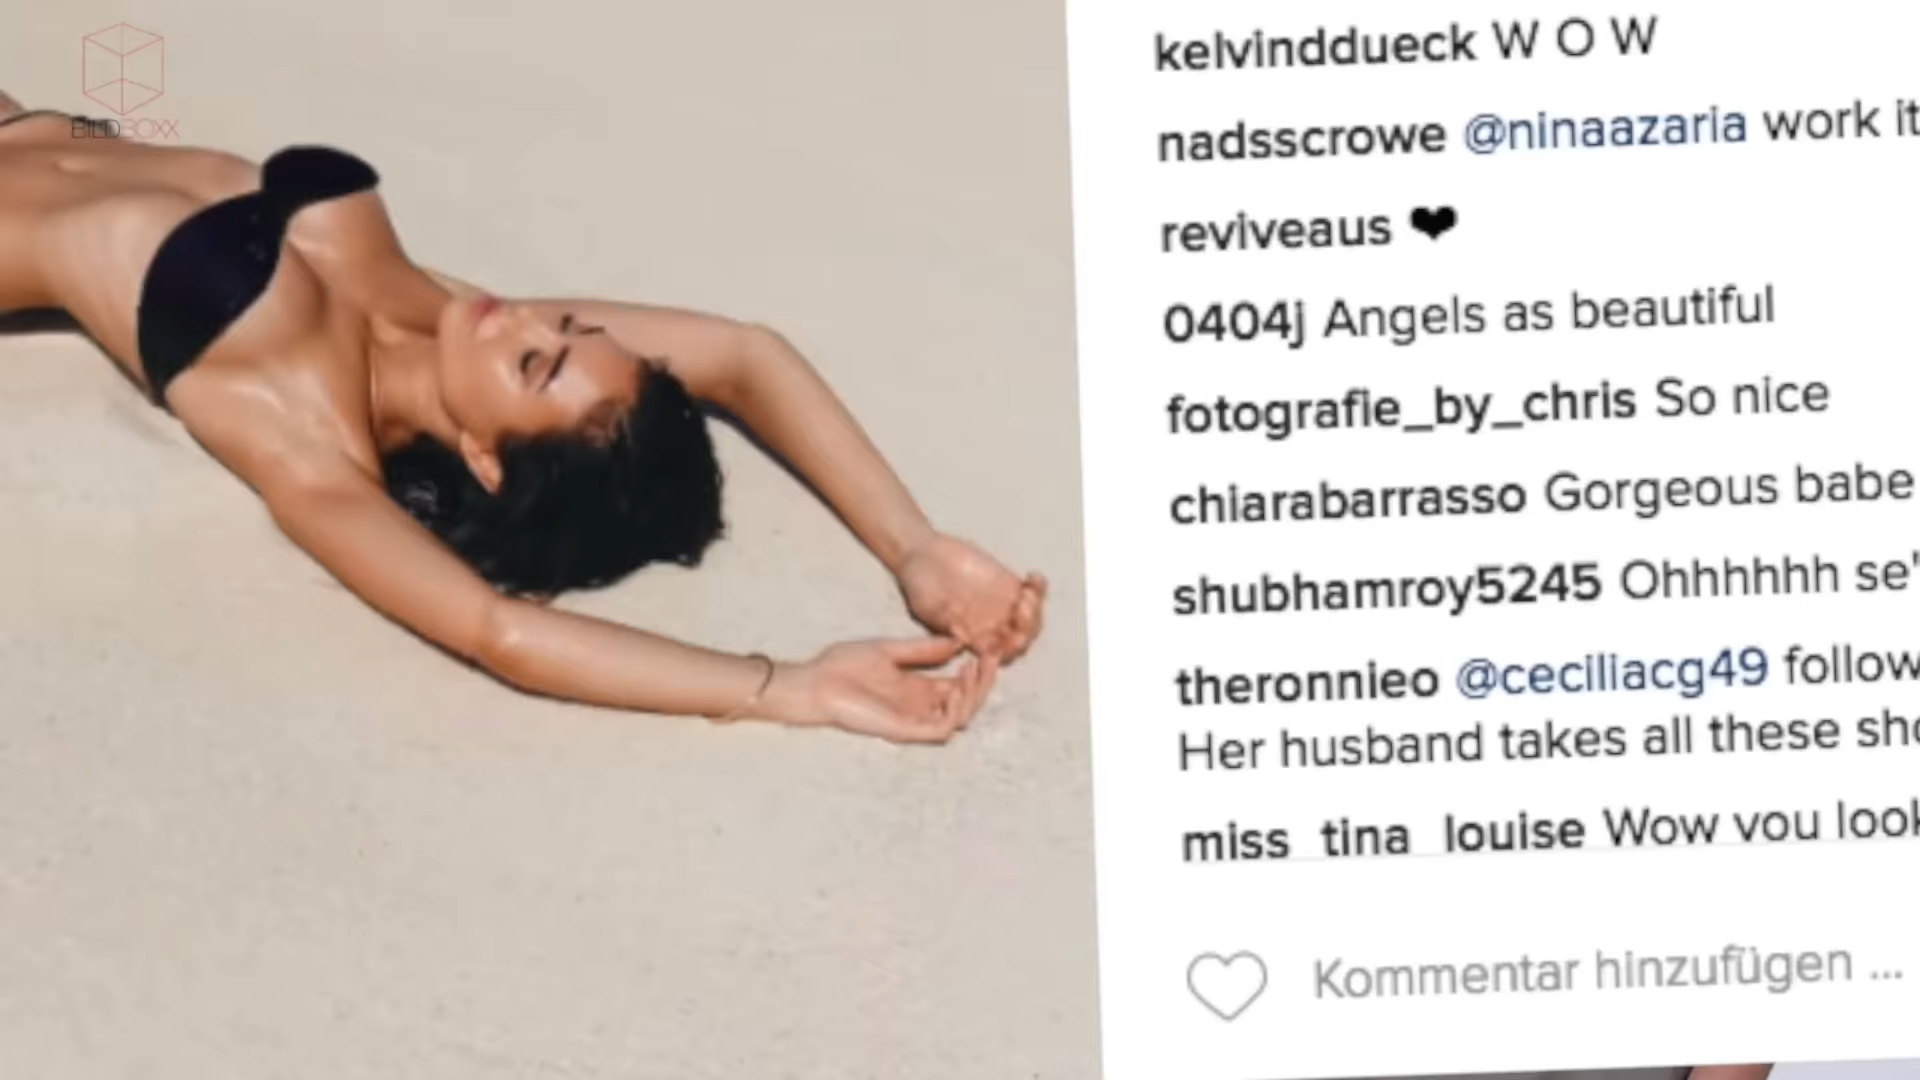 BILDBOXX
kelvinddueck W O W
nadsscrowe @ninaazaria work it
reviveaus ❤
0404j Angels as beautiful
fotografie_by_chris So nice
chiarabarrasso Gorgeous babe
shubhamroy5245 Ohhhhhh se'
theronnieo @ceciliacg49 follow
Her husband takes all these
miss_tina_louise Wow you look
Kommentar hinzufügen ...